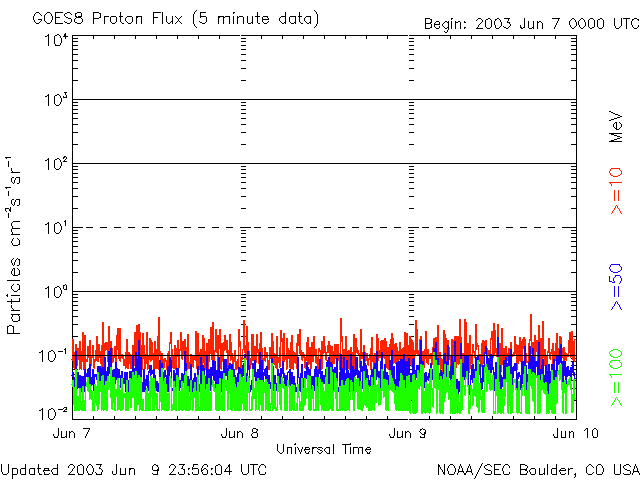 GOES8 Proton Flux (5 minute data)
Begin: 2003 Jun 7 0000 UTC
Particles cm⁻²s⁻¹sr⁻¹
10⁴
10³
10²
10¹
10⁰
10⁻¹
10⁻²
Jun 7
Jun 8
Jun 9
Jun 10
Universal Time
MeV
>=10
>=50
>=100
Updated 2003 Jun 9 23:56:04 UTC
NOAA/SEC Boulder, CO USA